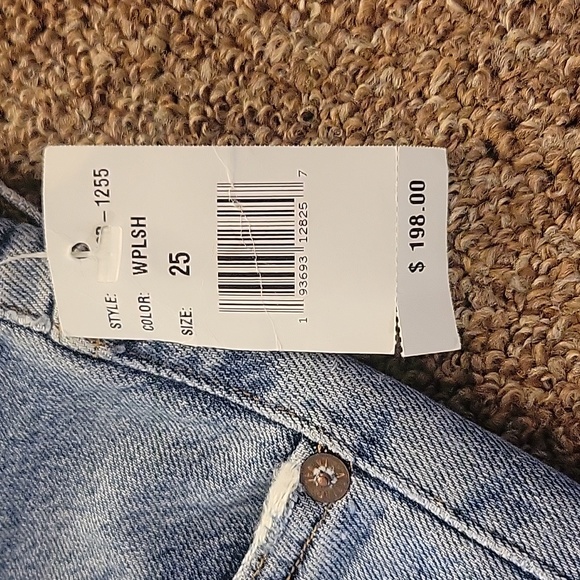 STYLE: –1255
COLOR: WPLSH
SIZE: 25
1 93693 12825 7
$ 198.00